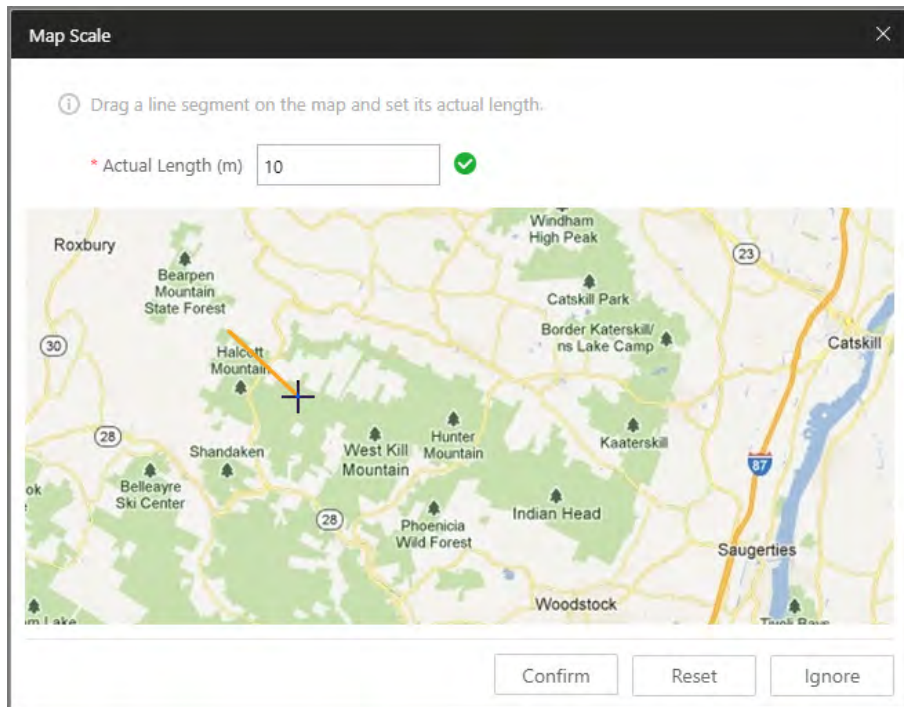 Map Scale
Drag a line segment on the map and set its actual length.
* Actual Length (m)
10
Windham
High Peak
Roxbury
23
Bearpen
Mountain
State Forest
Catskill Park
Border Katerskill/
ns Lake Camp
30
Catskill
Halcott
Mountain
28
Hunter
Mountain
Kaaterskill
Shandaken
West Kill
Mountain
87
Belleayre
Ski Center
ok
28
Indian Head
Phoenicia
Wild Forest
Saugerties
Woodstock
m Lake
Confirm
Reset
Ignore